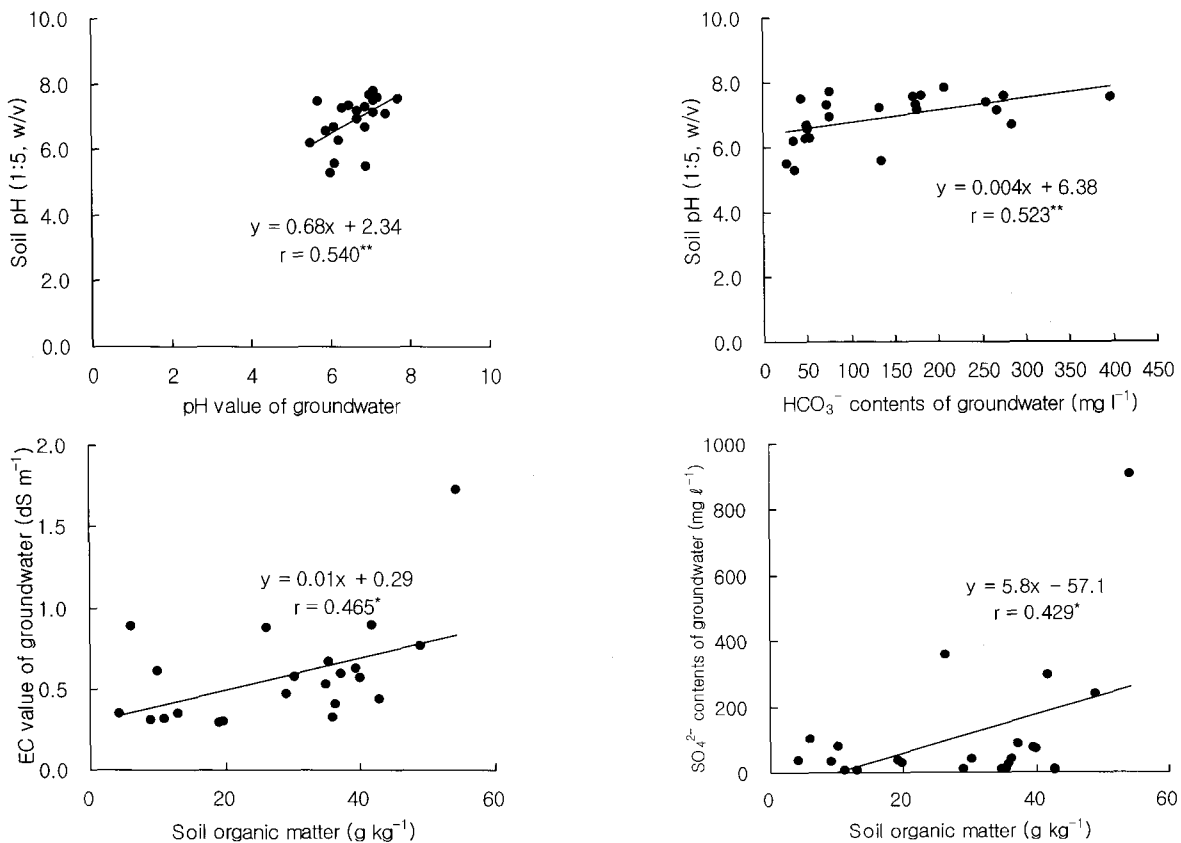 Soil pH (1:5, w/v)
10.0
8.0
6.0
4.0
2.0
0.0
y = 0.68x + 2.34
r = 0.540**
0 2 4 6 8 10
pH value of groundwater
Soil pH (1:5, w/v)
10.0
8.0
6.0
4.0
2.0
0.0
y = 0.004x + 6.38
r = 0.523**
0 50 100 150 200 250 300 350 400 450
HCO₃⁻ contents of groundwater (mg l⁻¹)
EC value of groundwater (dS m⁻¹)
2.0
1.5
1.0
0.5
0.0
y = 0.01x + 0.29
r = 0.465*
0 20 40 60
Soil organic matter (g kg⁻¹)
SO₄²⁻ contents of groundwater (mg ℓ⁻¹)
1000
800
600
400
200
0
y = 5.8x − 57.1
r = 0.429*
0 20 40 60
Soil organic matter (g kg⁻¹)